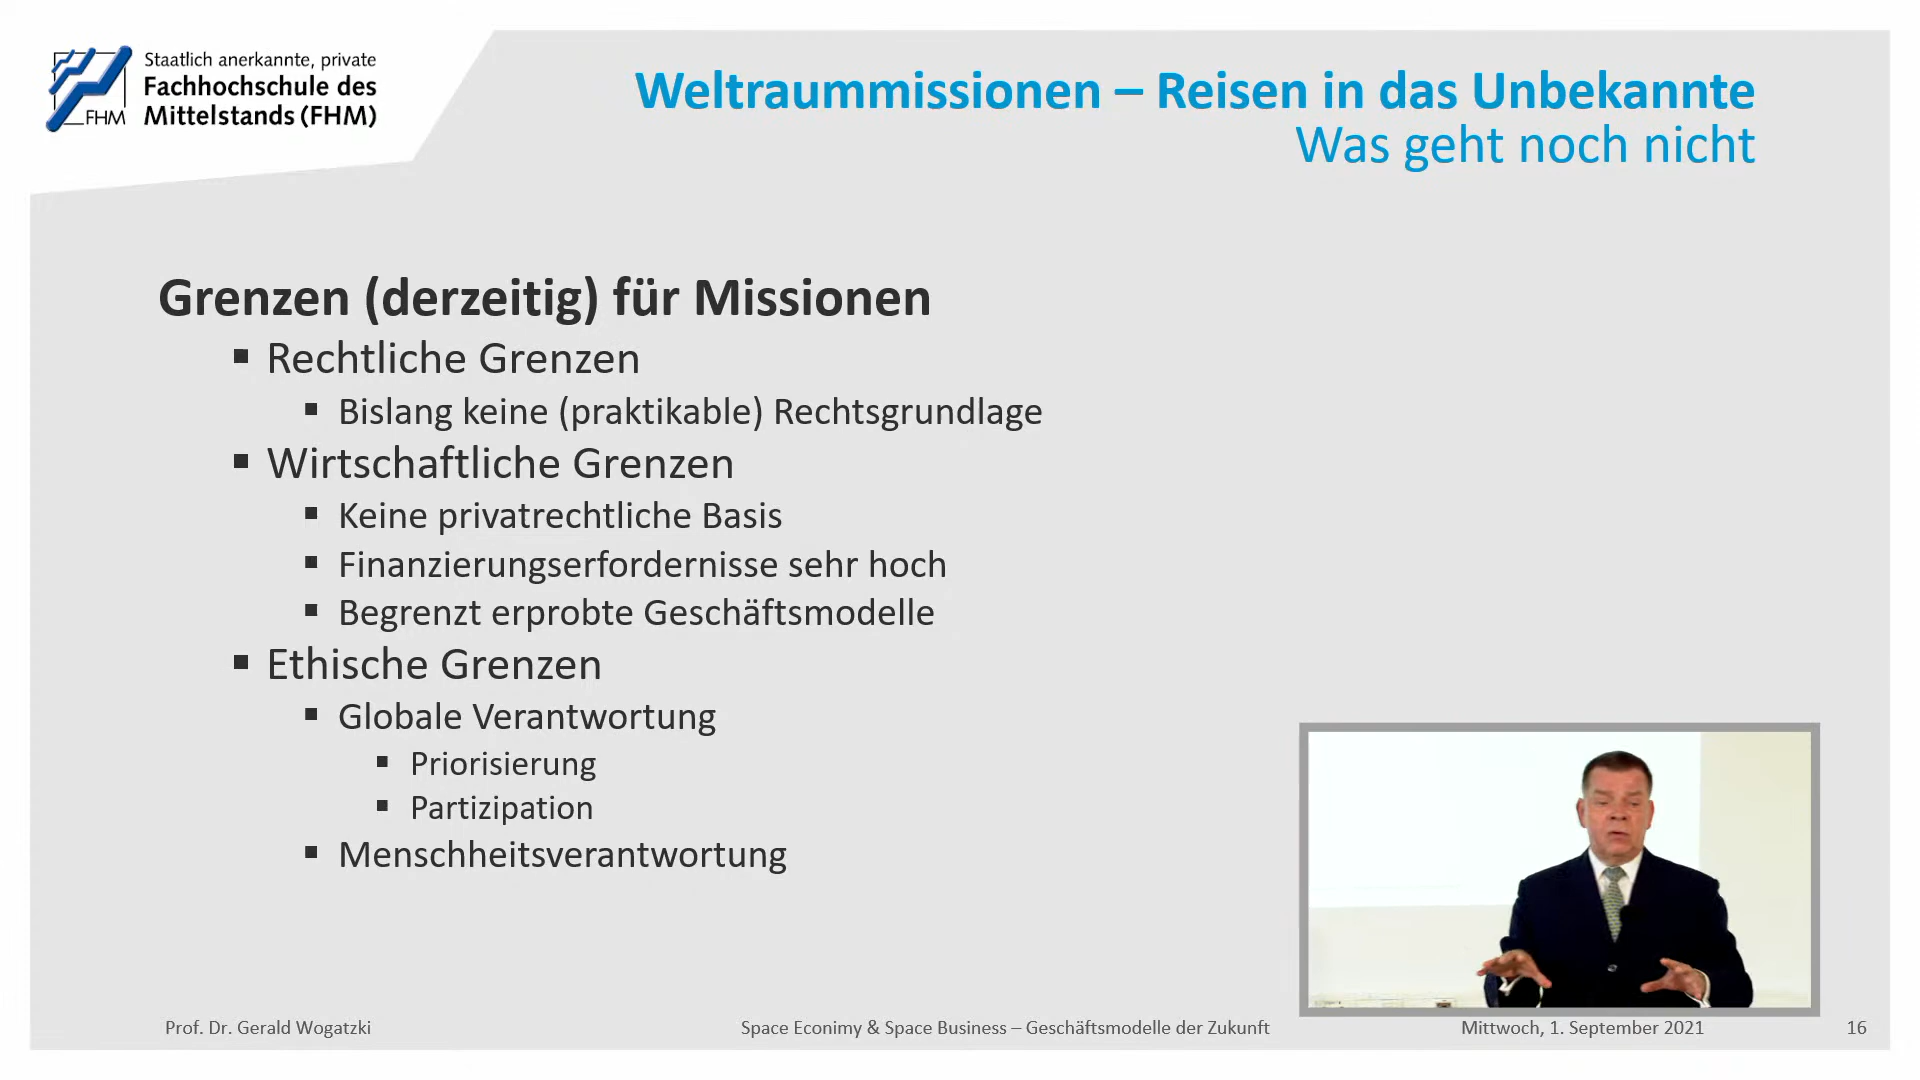 Staatlich anerkannte, private
Fachhochschule des
Mittelstands (FHM)
FHM
Weltraummissionen – Reisen in das Unbekannte
Was geht noch nicht
Grenzen (derzeitig) für Missionen
Rechtliche Grenzen
Bislang keine (praktikable) Rechtsgrundlage
Wirtschaftliche Grenzen
Keine privatrechtliche Basis
Finanzierungserfordernisse sehr hoch
Begrenzt erprobte Geschäftsmodelle
Ethische Grenzen
Globale Verantwortung
Priorisierung
Partizipation
Menschheitsverantwortung
Prof. Dr. Gerald Wogatzki
Space Econimy & Space Business – Geschäftsmodelle der Zukunft
Mittwoch, 1. September 2021
16